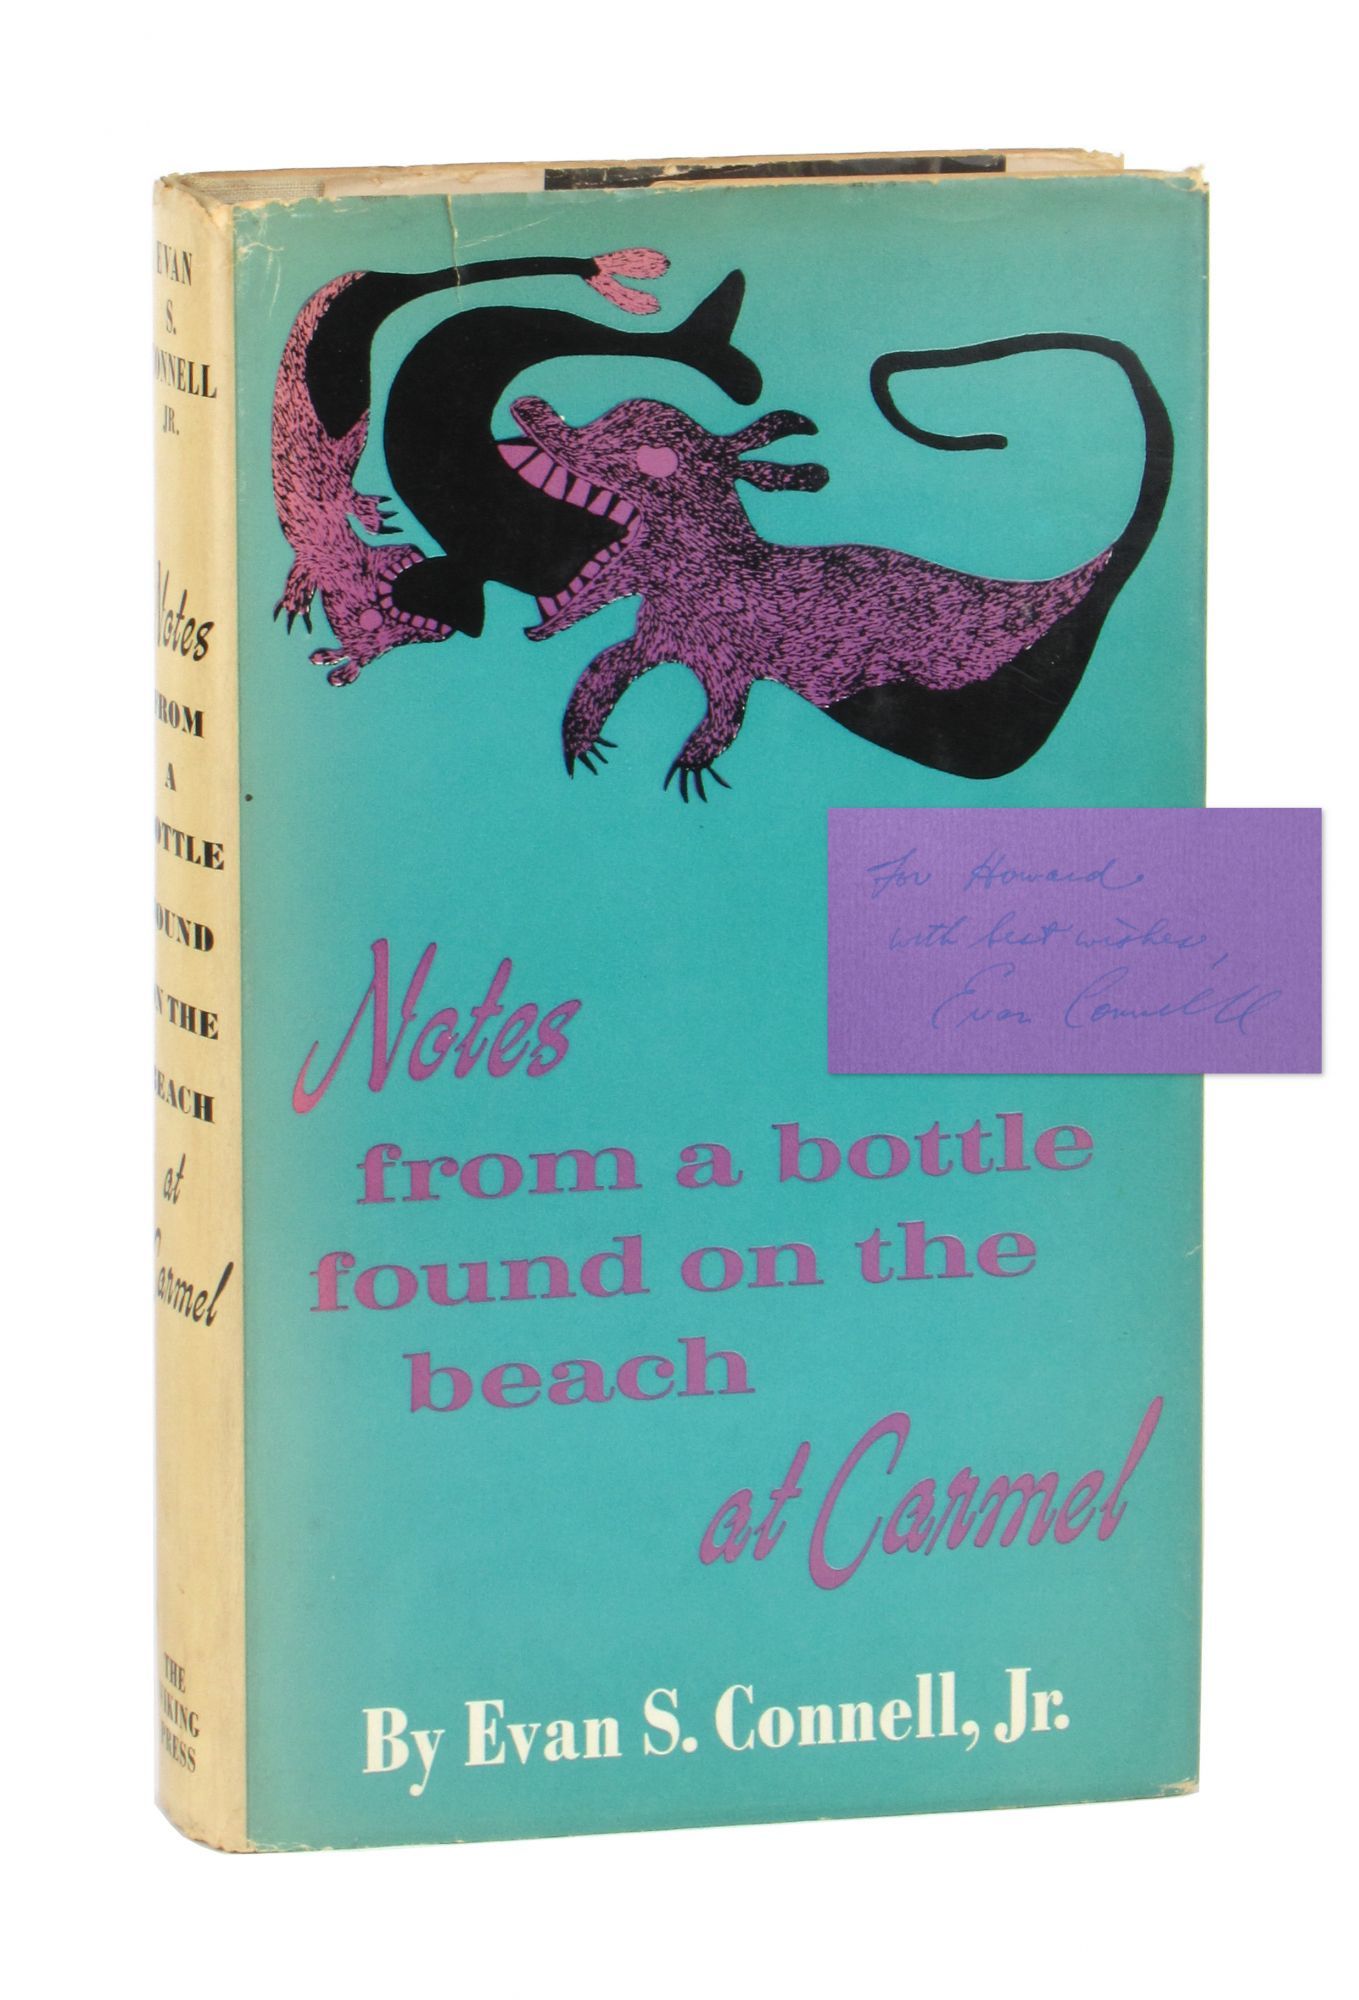 EVAN
S.
CONNELL
JR.
Notes
FROM
A
BOTTLE
FOUND
ON THE
BEACH
at
Carmel
THE
VIKING
PRESS
Notes
from a bottle
found on the
beach
at Carmel
By Evan S. Connell, Jr.
For Howard
with best wishes,
Evan Connell